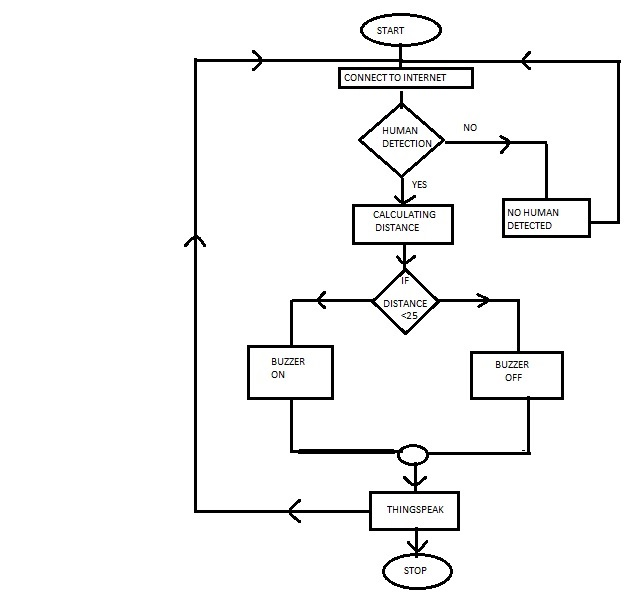 START
CONNECT TO INTERNET
HUMAN
DETECTION
NO
YES
NO HUMAN
DETECTED
CALCULATING
DISTANCE
IF
DISTANCE
<25
BUZZER
ON
BUZZER
OFF
THINGSPEAK
STOP